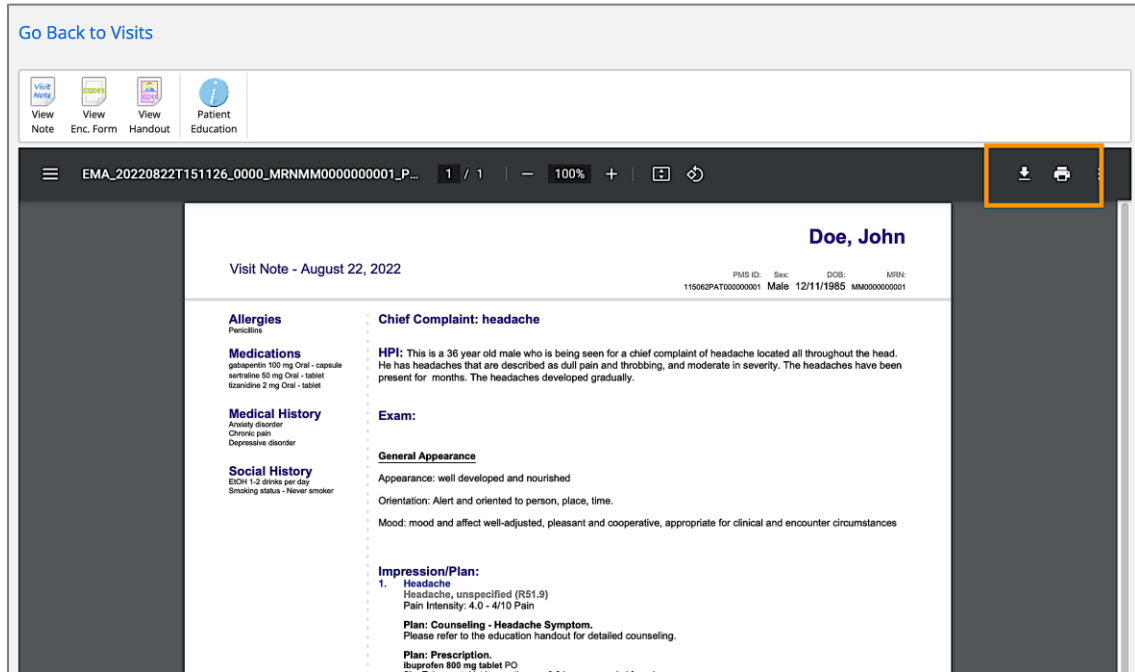 Go Back to Visits
Visit
Note
CODES
EDU
View
Note
View
Enc. Form
View
Handout
Patient
Education
EMA_20220822T151126_0000_MRNMM0000000001_P... 1 / 1 100%
Doe, John
Visit Note - August 22, 2022
PMS ID: Sex: DOB: MRN:
115062PAT000000001 Male 12/11/1985 MM0000000001
Allergies
Penicillins
Medications
gabapentin 100 mg Oral - capsule
sertraline 50 mg Oral - tablet
tizanidine 2 mg Oral - tablet
Medical History
Anxiety disorder
Chronic pain
Depressive disorder
Social History
EtOH 1-2 drinks per day
Smoking status - Never smoker
Chief Complaint: headache
HPI: This is a 36 year old male who is being seen for a chief complaint of headache located all throughout the head.
He has headaches that are described as dull pain and throbbing, and moderate in severity. The headaches have been
present for months. The headaches developed gradually.
Exam:
General Appearance
Appearance: well developed and nourished
Orientation: Alert and oriented to person, place, time.
Mood: mood and affect well-adjusted, pleasant and cooperative, appropriate for clinical and encounter circumstances
Impression/Plan:
1. Headache
Headache, unspecified (R51.9)
Pain Intensity: 4.0 - 4/10 Pain
Plan: Counseling - Headache Symptom.
Please refer to the education handout for detailed counseling.
Plan: Prescription.
ibuprofen 800 mg tablet PO